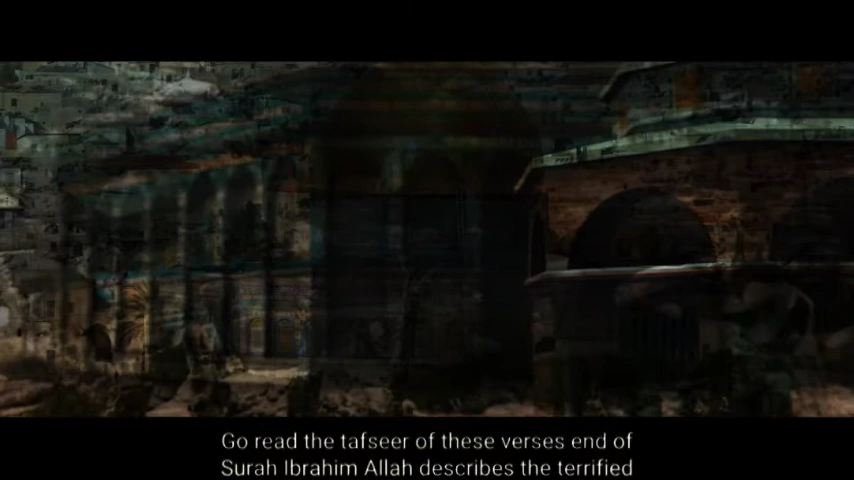 Go read the tafseer of these verses end of
Surah Ibrahim Allah describes the terrified